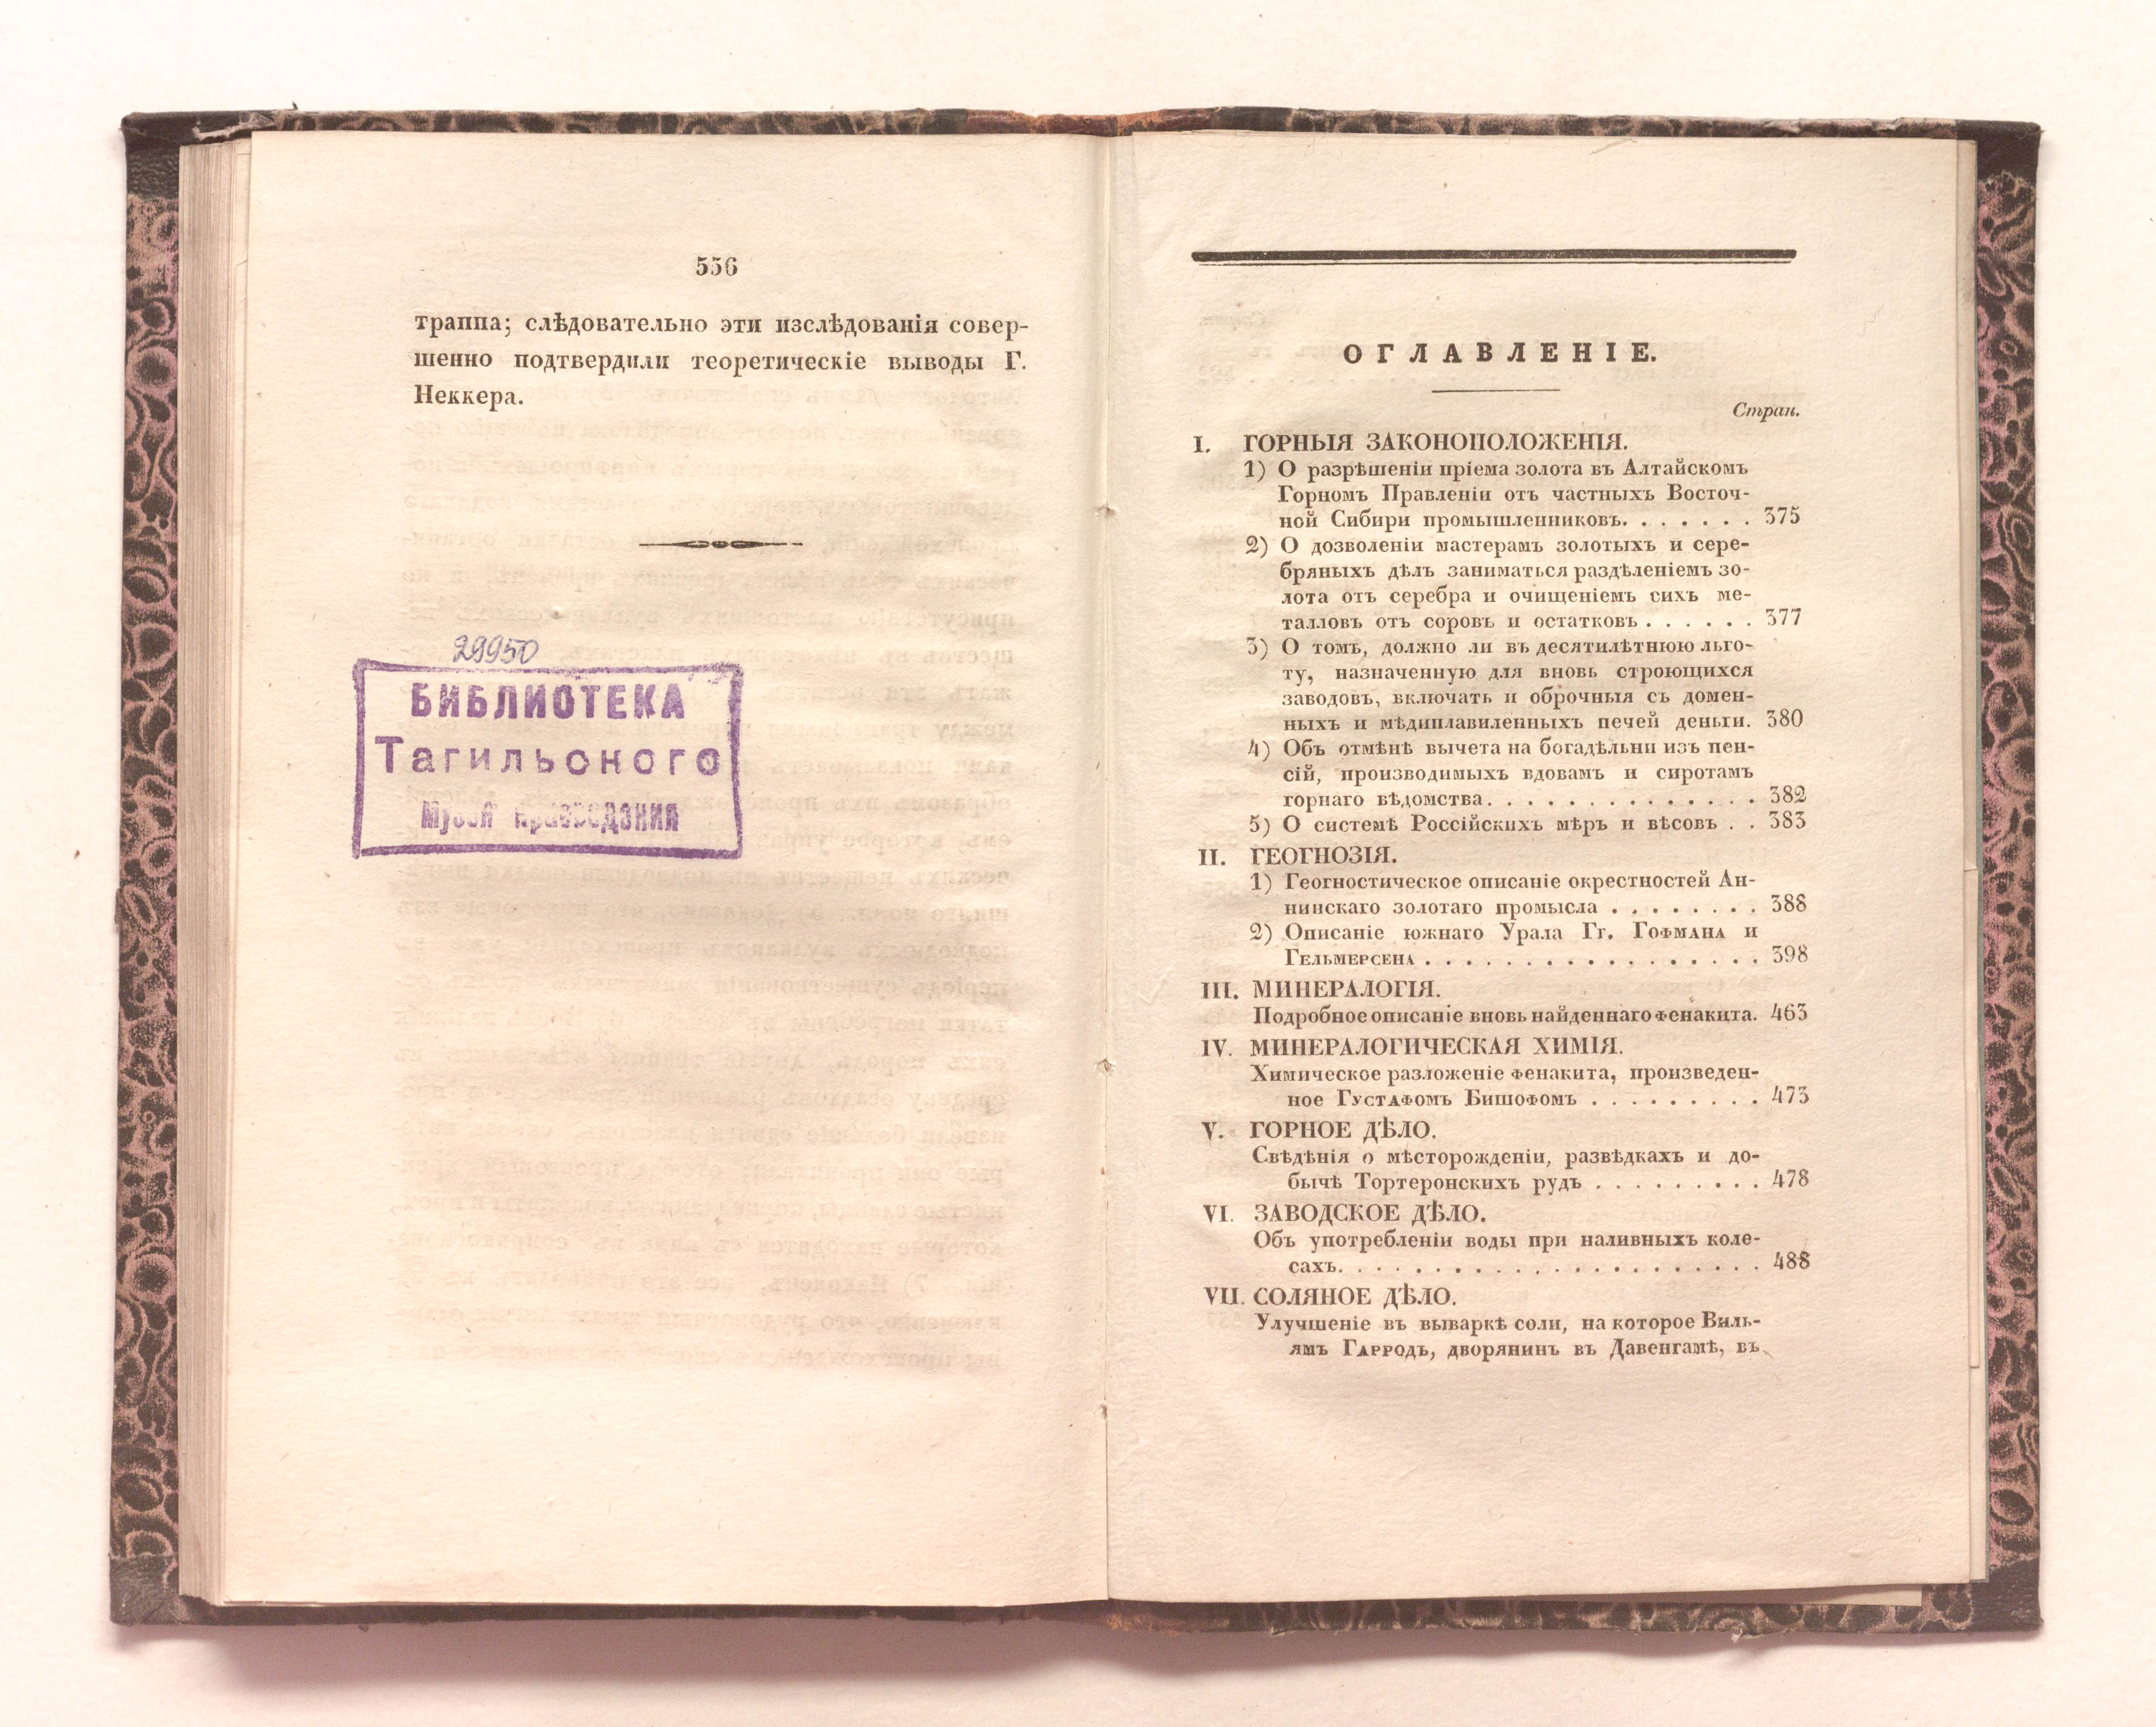 556
траппа; слѣдовательно эти изслѣдованія совер-
шенно подтвердили теоретическіе выводы Г.
Неккера.
29950
БИБЛИОТЕКА
Тагильского
Музея краеведения
ОГЛАВЛЕНІЕ.
Стран.
I. ГОРНЫЯ ЗАКОНОПОЛОЖЕНІЯ.
1) О разрѣшеніи пріема золота въ Алтайскомъ
Горномъ Правленіи отъ частныхъ Восточ-
ной Сибири промышленниковъ. . . . . . . 375
2) О дозволеніи мастерамъ золотыхъ и сере-
бряныхъ дѣлъ заниматься раздѣленіемъ зо-
лота отъ серебра и очищеніемъ сихъ ме-
талловъ отъ соровъ и остатковъ . . . . . . 377
3) О томъ, должно ли въ десятилѣтнюю льго-
ту, назначенную для вновь строющихся
заводовъ, включать и оброчныя съ домен-
ныхъ и мѣдиплавиленныхъ печей деньги. 380
4) Объ отмѣнѣ вычета на богадѣльни изъ пен-
сій, производимыхъ вдовамъ и сиротамъ
горнаго вѣдомства. . . . . . . . . . . . . . 382
5) О системѣ Россійскихъ мѣръ и вѣсовъ . . 383
II. ГЕОГНОЗІЯ.
1) Геогностическое описаніе окрестностей Ан-
нинскаго золотаго промысла . . . . . . . . 388
2) Описаніе южнаго Урала Гг. Гофмана и
Гельмерсена . . . . . . . . . . . . . . . . . 398
III. МИНЕРАЛОГІЯ.
Подробное описаніе вновь найденнаго фенакита. 463
IV. МИНЕРАЛОГИЧЕСКАЯ ХИМІЯ.
Химическое разложеніе фенакита, произведен-
ное Густафомъ Бишофомъ . . . . . . . . . 473
V. ГОРНОЕ ДѢЛО.
Свѣдѣнія о мѣсторожденіи, развѣдкахъ и до-
бычѣ Тортеронскихъ рудъ . . . . . . . . . 478
VI. ЗАВОДСКОЕ ДѢЛО.
Объ употребленіи воды при наливныхъ коле-
сахъ. . . . . . . . . . . . . . . . . . . . . . 488
VII. СОЛЯНОЕ ДѢЛО.
Улучшеніе въ вываркѣ соли, на которое Виль-
ямъ Гарродъ, дворянинъ въ Давенгамѣ, въ